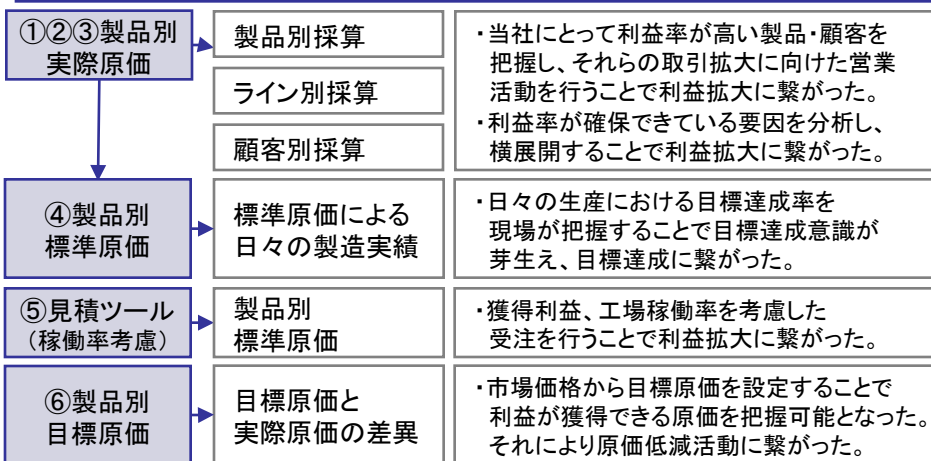 ①②③製品別
実際原価
製品別採算
ライン別採算
顧客別採算
・当社にとって利益率が高い製品・顧客を
把握し、それらの取引拡大に向けた営業
活動を行うことで利益拡大に繋がった。
・利益率が確保できている要因を分析し、
横展開することで利益拡大に繋がった。
④製品別
標準原価
標準原価による
日々の製造実績
・日々の生産における目標達成率を
現場が把握することで目標達成意識が
芽生え、目標達成に繋がった。
⑤見積ツール
（稼働率考慮）
製品別
標準原価
・獲得利益、工場稼働率を考慮した
受注を行うことで利益拡大に繋がった。
⑥製品別
目標原価
目標原価と
実際原価の差異
・市場価格から目標原価を設定することで
利益が獲得できる原価を把握可能となった。
それにより原価低減活動に繋がった。